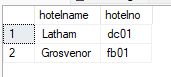 hotelname hotelno
1 Latham dc01
2 Grosvenor fb01